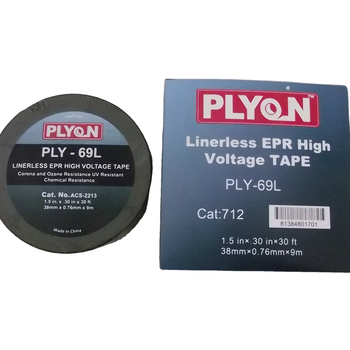 PLYON
PLY - 69L
LINERLESS EPR HIGH VOLTAGE TAPE
Corona and Ozone Resistance UV Resistant
Chemical Resistance
Cat. No. ACS-2213
1.5 in. x .30 in x 30 ft.
38mm x 0.76mm x 9m
Made in China
PLYON™
Linerless EPR High
Voltage TAPE
PLY-69L
Cat:712
1.5 in×.30 in×30 ft
38mm×0.76mm×9m
81384801701